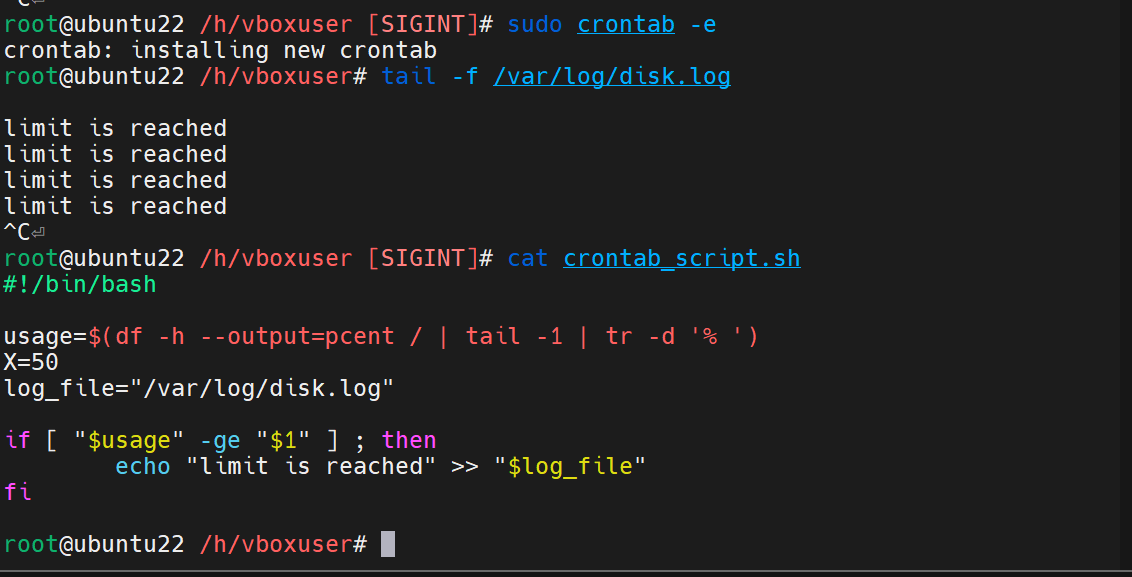 ^C⏎
root@ubuntu22 /h/vboxuser [SIGINT]# sudo crontab -e
crontab: installing new crontab
root@ubuntu22 /h/vboxuser# tail -f /var/log/disk.log

limit is reached
limit is reached
limit is reached
limit is reached
^C⏎
root@ubuntu22 /h/vboxuser [SIGINT]# cat crontab_script.sh
#!/bin/bash

usage=$(df -h --output=pcent / | tail -1 | tr -d '% ')
X=50
log_file="/var/log/disk.log"

if [ "$usage" -ge "$1" ] ; then
        echo "limit is reached" >> "$log_file"
fi

root@ubuntu22 /h/vboxuser#